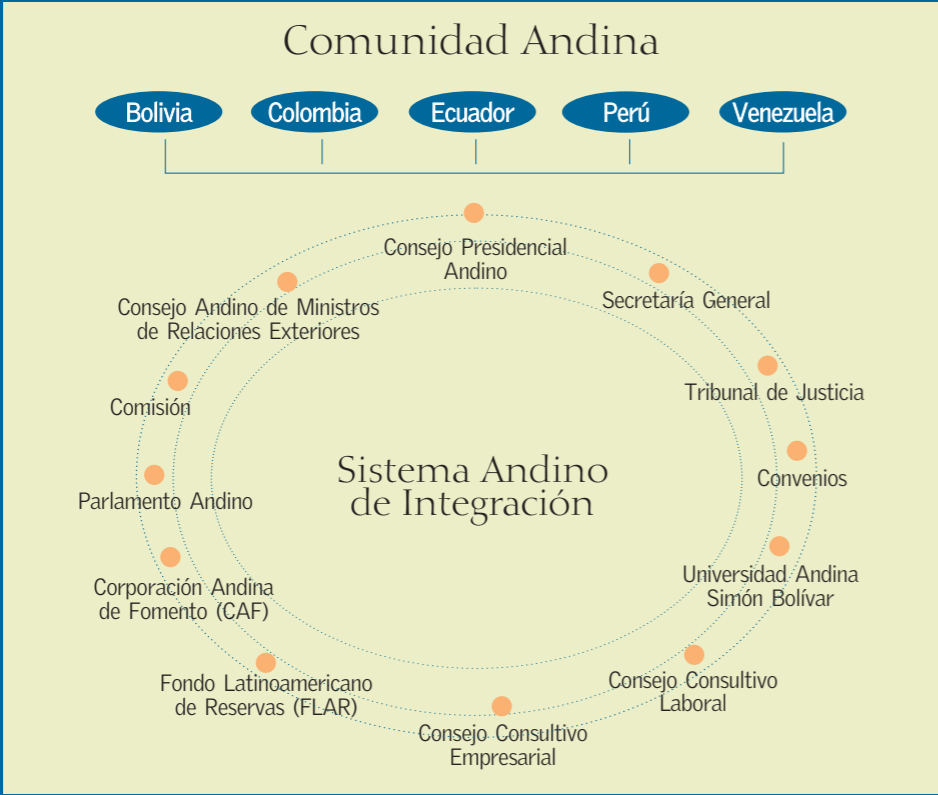 Comunidad Andina
Bolivia
Colombia
Ecuador
Perú
Venezuela
Consejo Presidencial
Andino
Secretaría General
Consejo Andino de Ministros
de Relaciones Exteriores
Tribunal de Justicia
Comisión
Convenios
Sistema Andino
de Integración
Parlamento Andino
Universidad Andina
Simón Bolívar
Corporación Andina
de Fomento (CAF)
Consejo Consultivo
Laboral
Fondo Latinoamericano
de Reservas (FLAR)
Consejo Consultivo
Empresarial